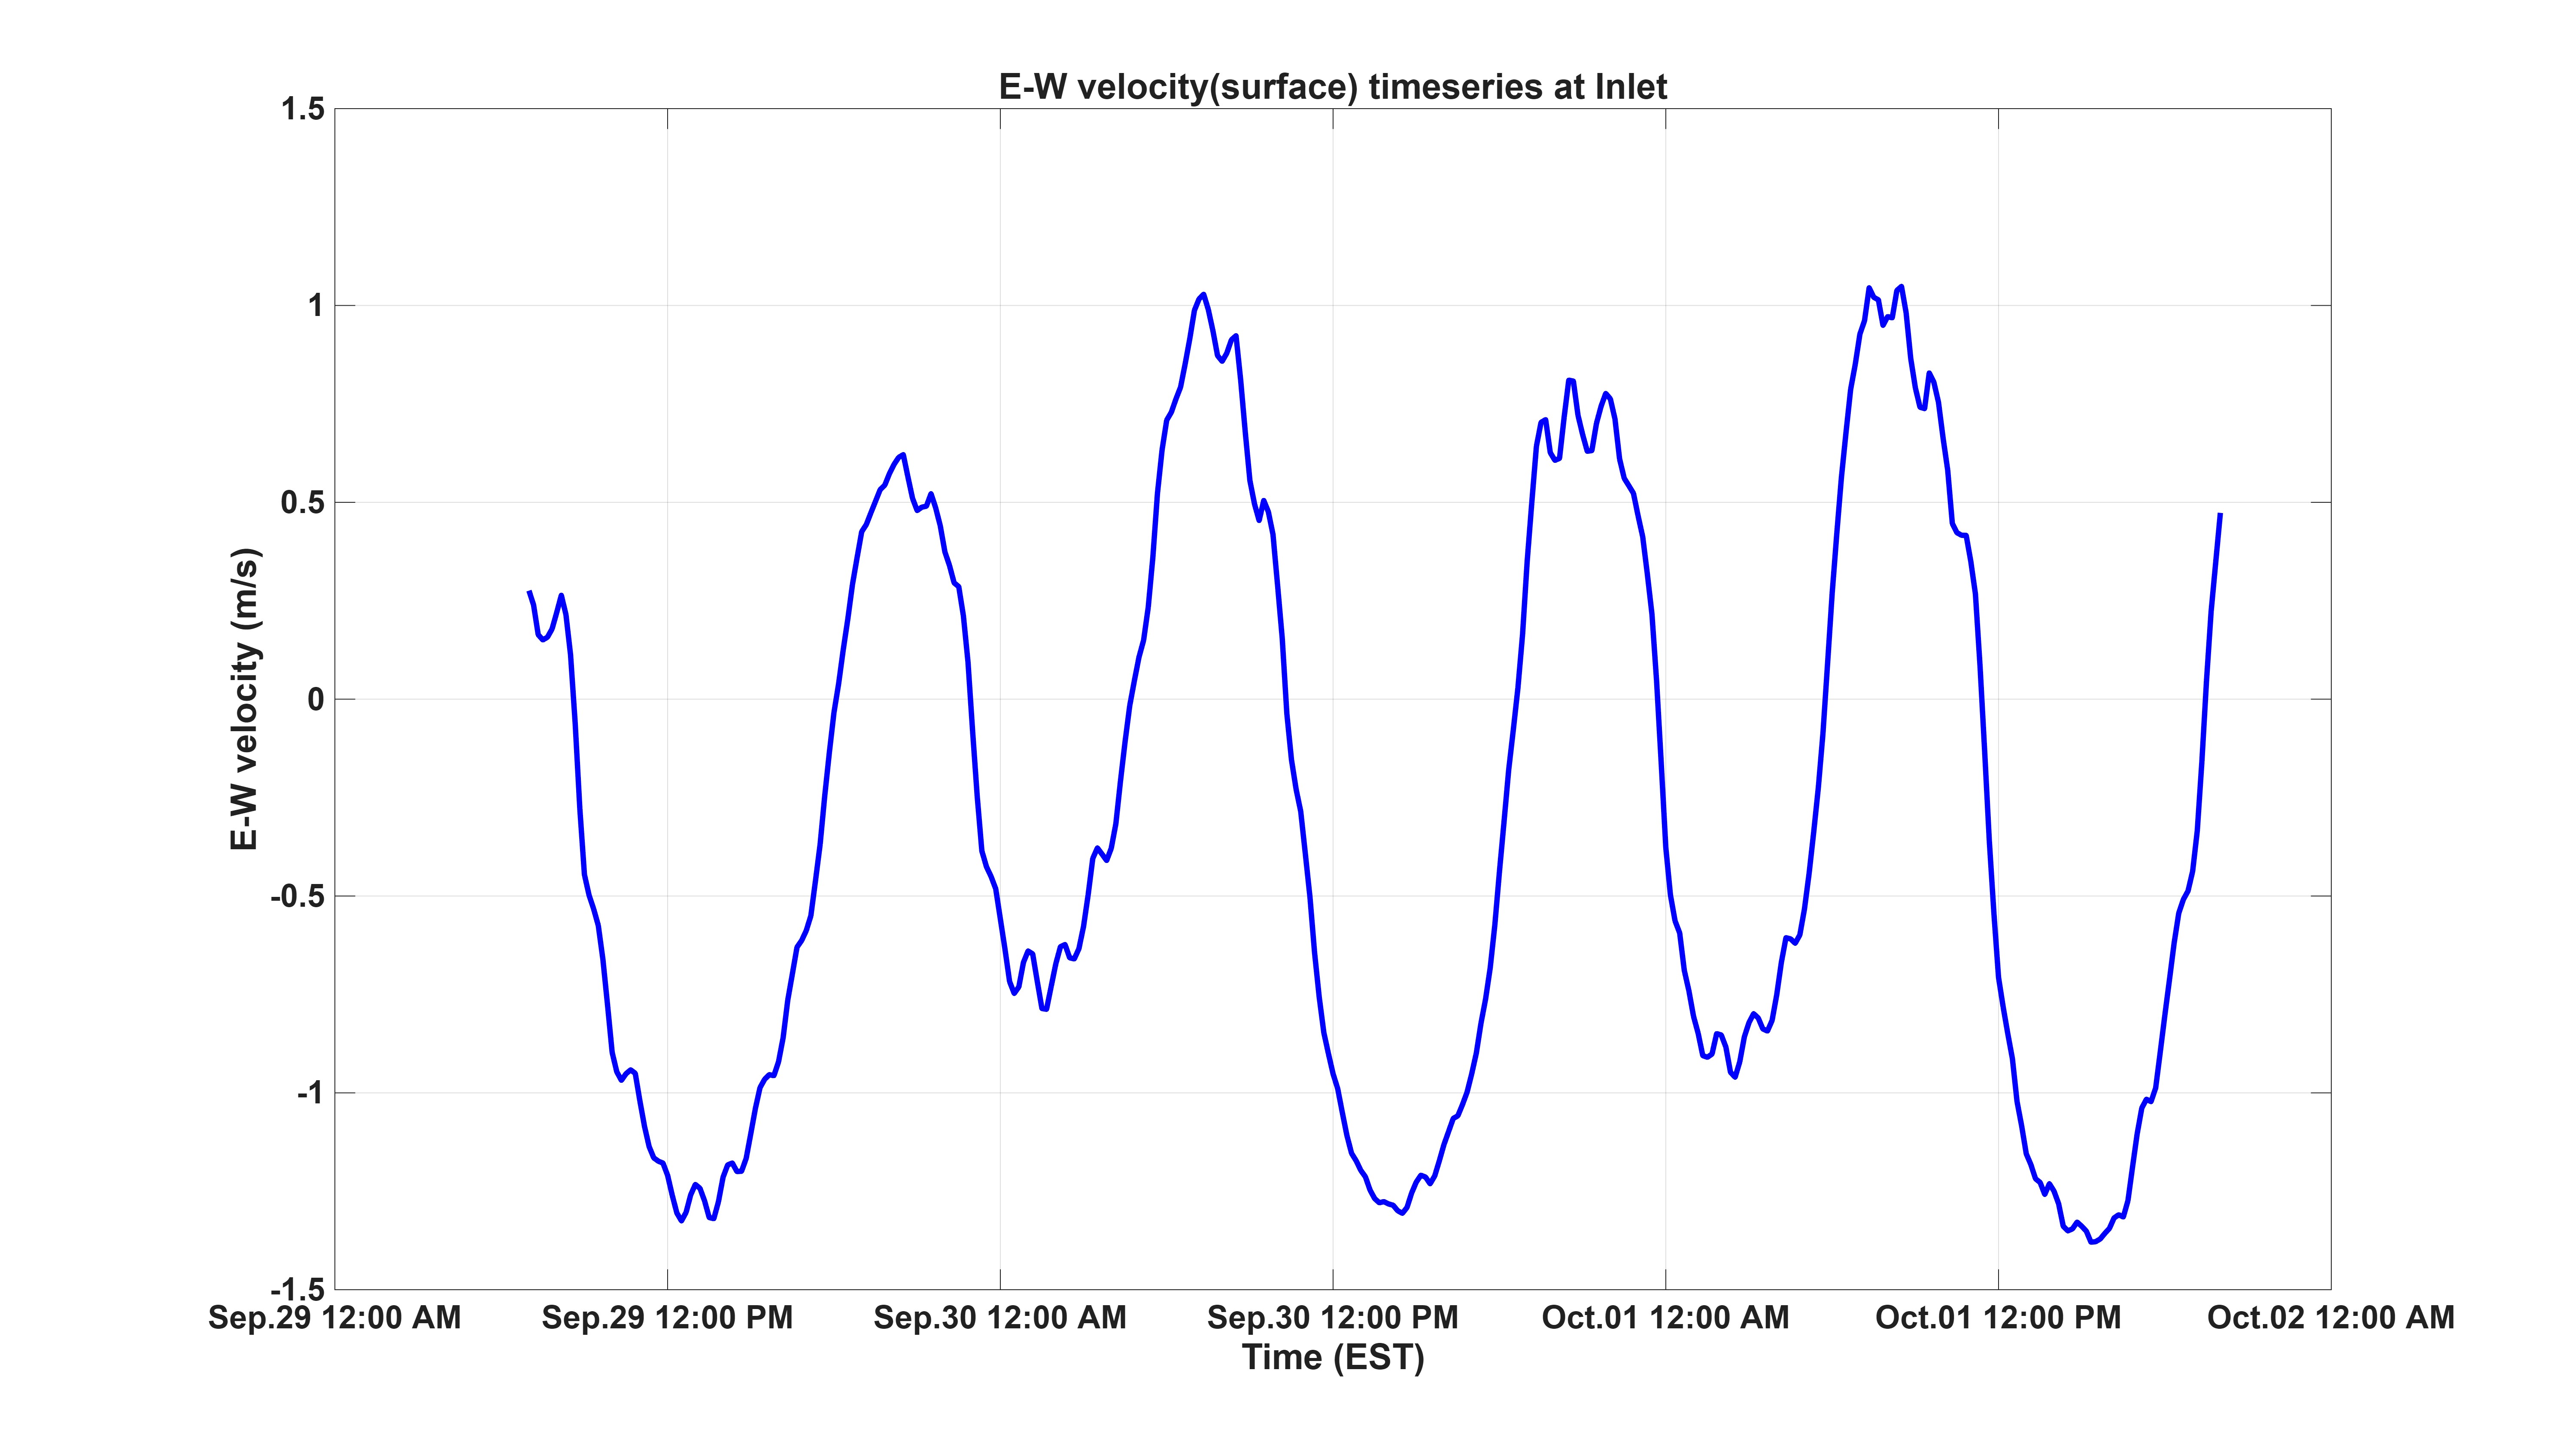 E-W velocity(surface) timeseries at Inlet
1.5
1
0.5
0
-0.5
-1
-1.5
E-W velocity (m/s)
Sep.29 12:00 AM
Sep.29 12:00 PM
Sep.30 12:00 AM
Sep.30 12:00 PM
Oct.01 12:00 AM
Oct.01 12:00 PM
Oct.02 12:00 AM
Time (EST)